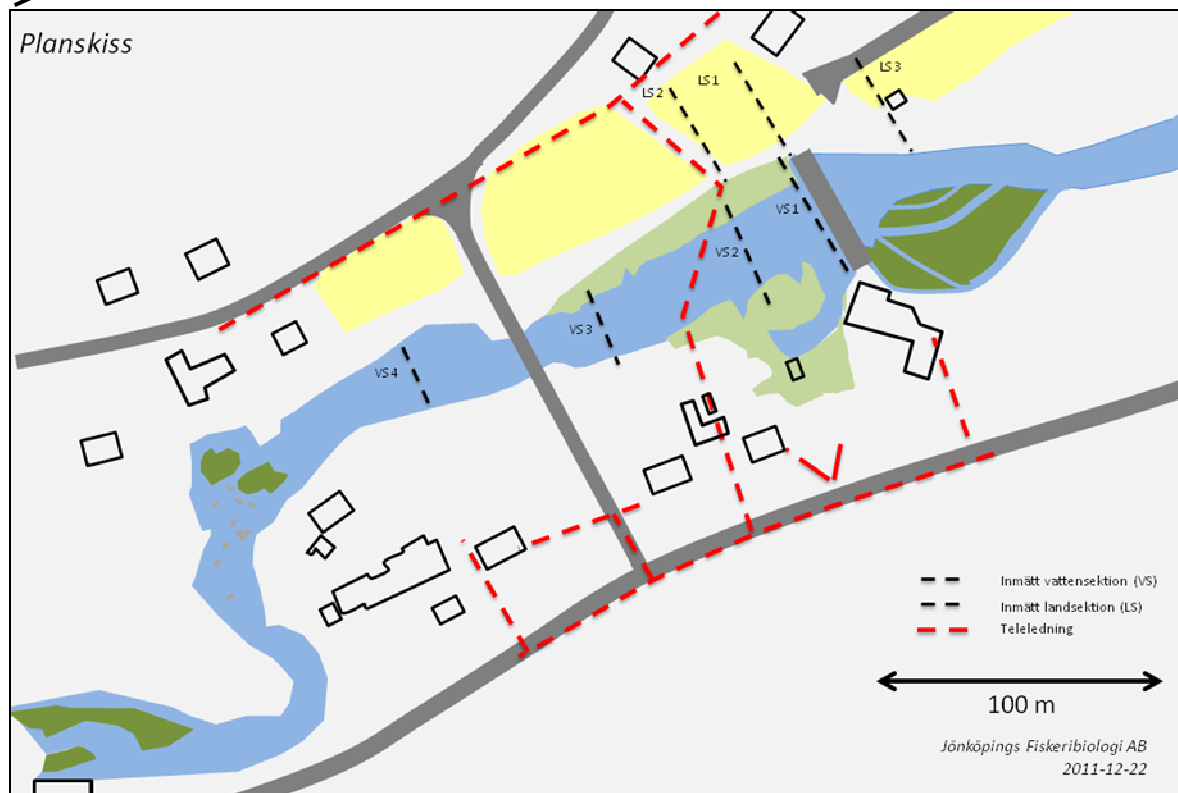 Planskiss
LS 3
LS 1
LS 2
VS 1
VS 2
VS 3
VS 4
Inmätt vattensektion (VS)
Inmätt landsektion (LS)
Teleledning
100 m
Jönköpings Fiskeribiologi AB
2011-12-22